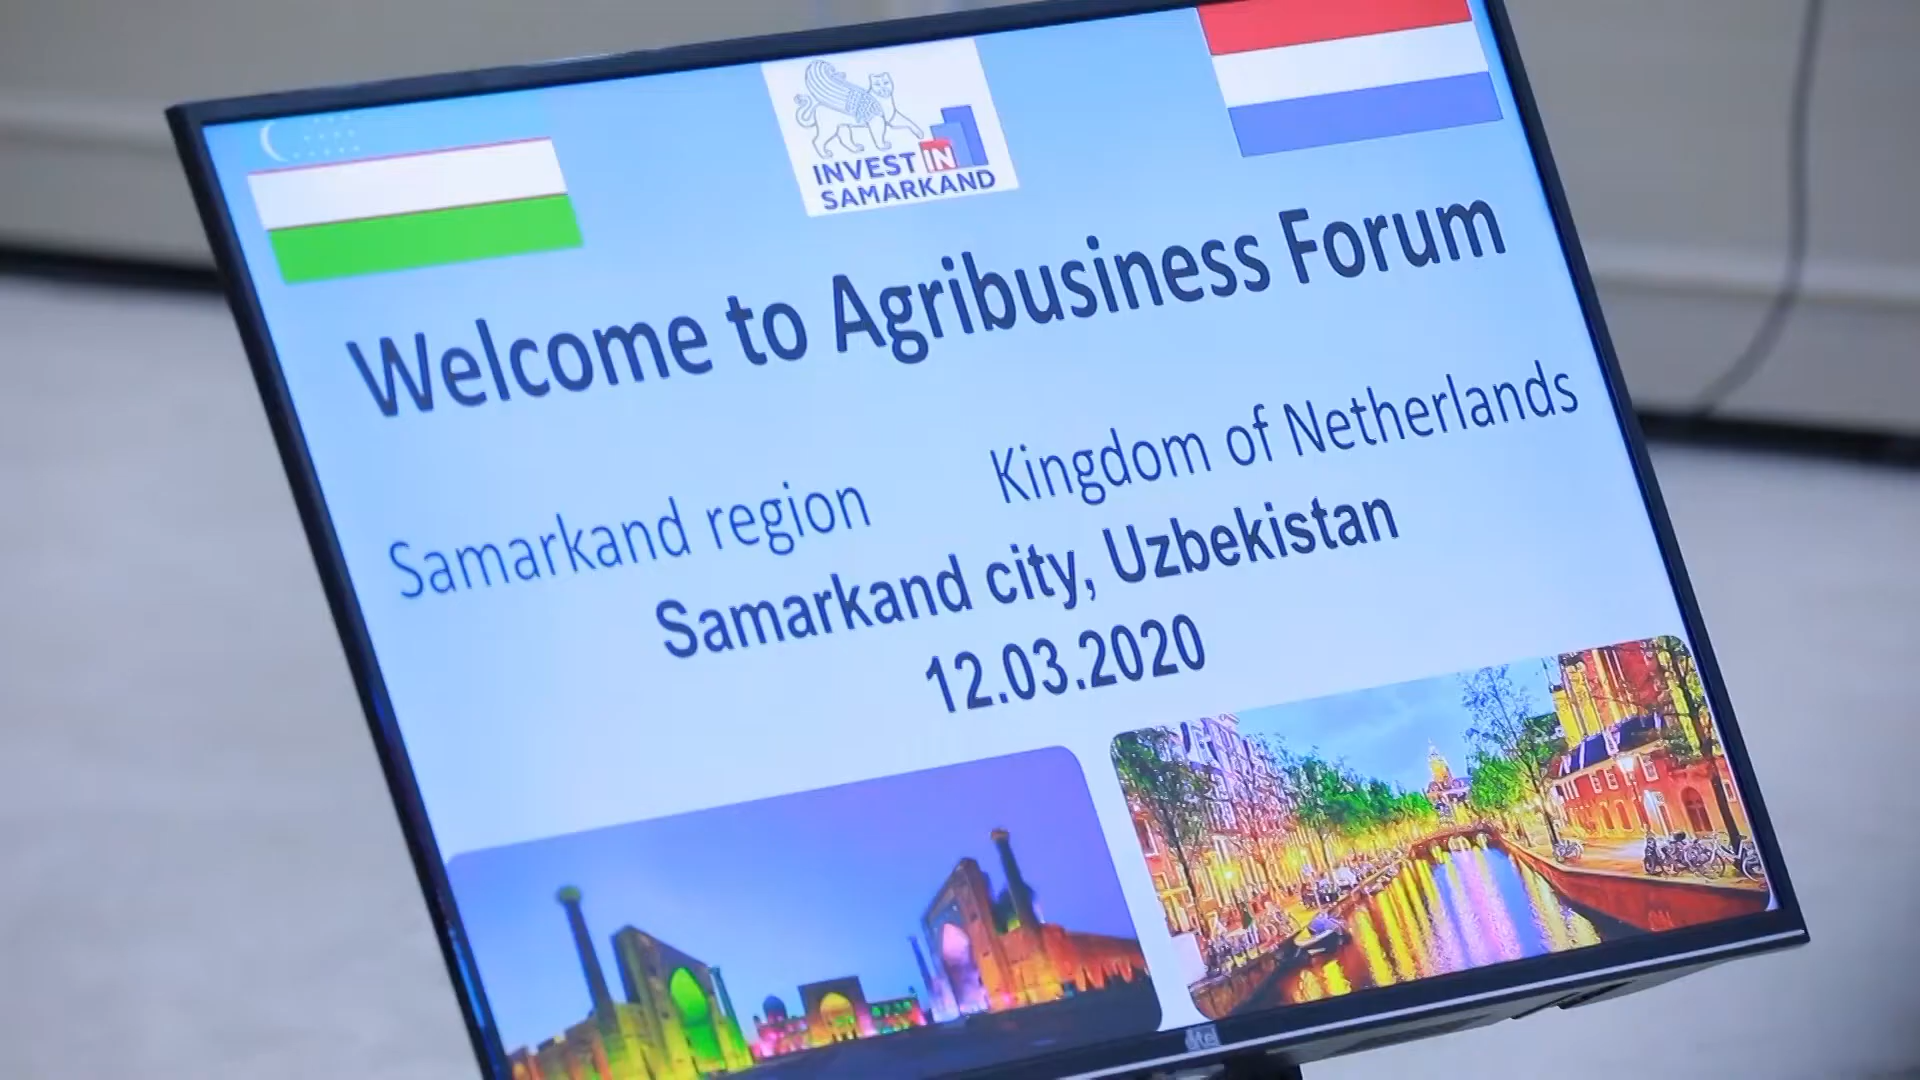 INVEST IN
SAMARKAND
Welcome to Agribusiness Forum
Samarkand region
Kingdom of Netherlands
Samarkand city, Uzbekistan
12.03.2020